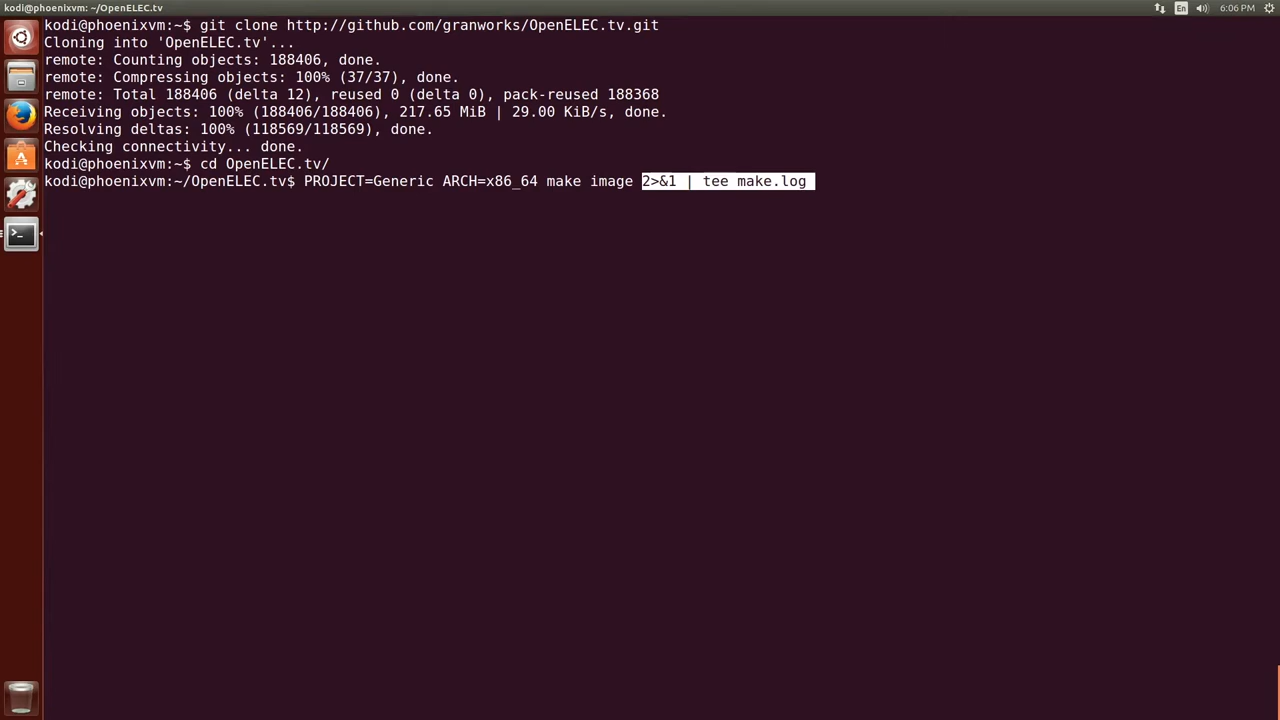 kodi@phoenixvm: ~/OpenELEC.tv
En
6:06 PM
kodi@phoenixvm:~$ git clone http://github.com/granworks/OpenELEC.tv.git
Cloning into 'OpenELEC.tv'...
remote: Counting objects: 188406, done.
remote: Compressing objects: 100% (37/37), done.
remote: Total 188406 (delta 12), reused 0 (delta 0), pack-reused 188368
Receiving objects: 100% (188406/188406), 217.65 MiB | 29.00 KiB/s, done.
Resolving deltas: 100% (118569/118569), done.
Checking connectivity... done.
kodi@phoenixvm:~$ cd OpenELEC.tv/
kodi@phoenixvm:~/OpenELEC.tv$ PROJECT=Generic ARCH=x86_64 make image 2>&1 | tee make.log